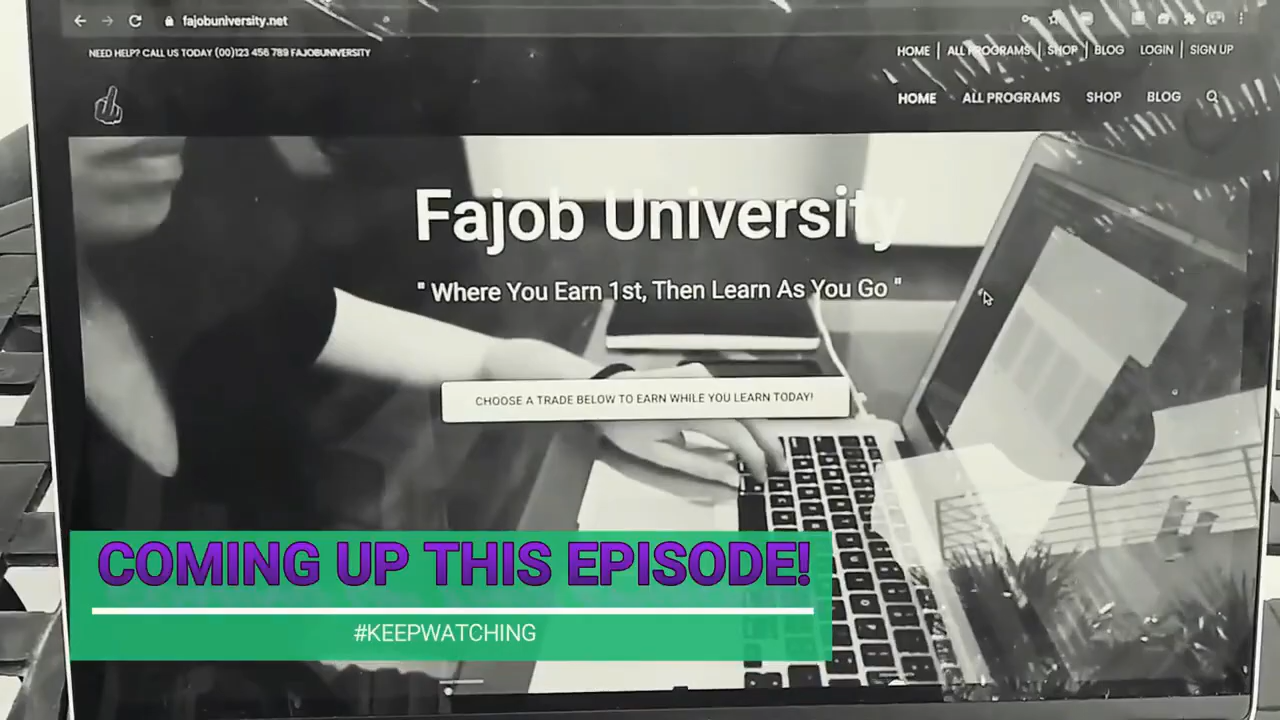 fajobuniversity.net
NEED HELP? CALL US TODAY (00)123 456 789 FAJOBUNIVERSITY
HOME | ALL PROGRAMS | SHOP | BLOG LOGIN | SIGN UP
HOME ALL PROGRAMS SHOP BLOG
Fajob University
" Where You Earn 1st, Then Learn As You Go "
CHOOSE A TRADE BELOW TO EARN WHILE YOU LEARN TODAY!
COMING UP THIS EPISODE!
#KEEPWATCHING